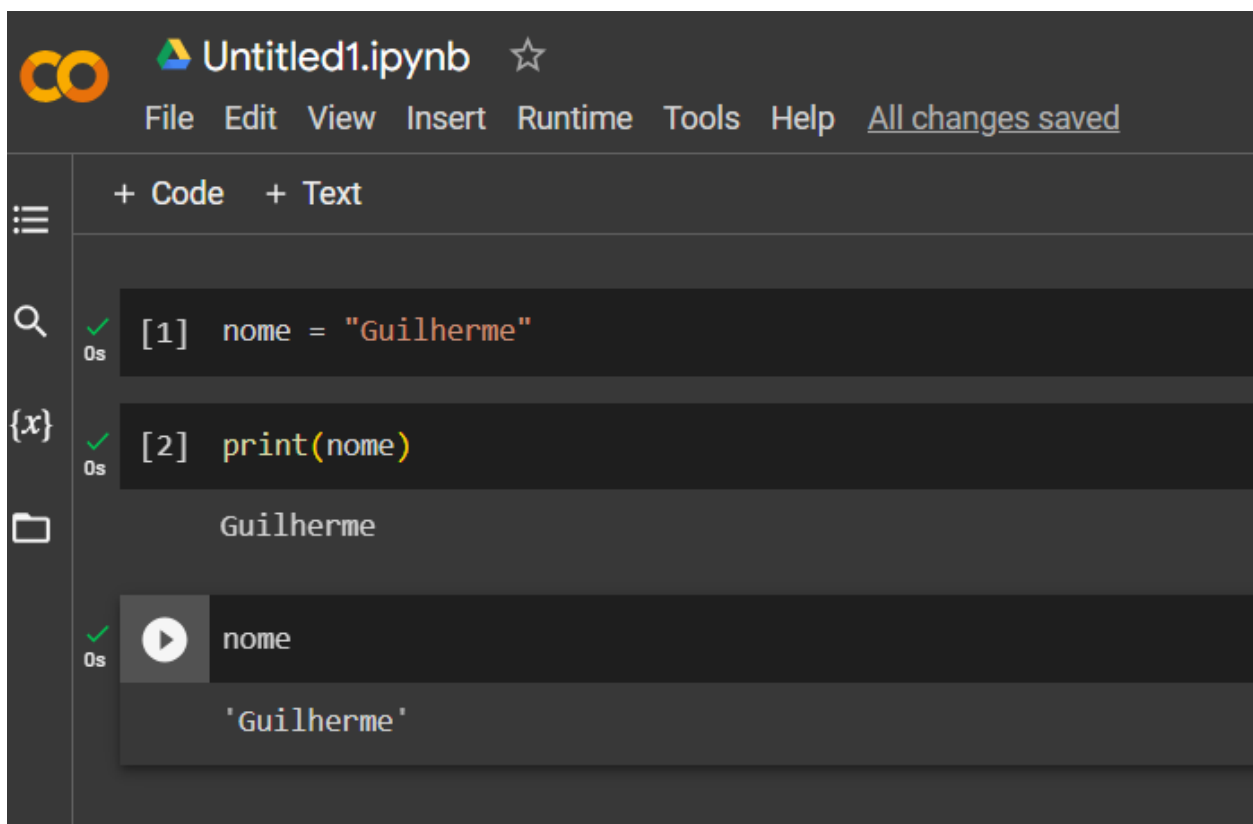 Untitled1.ipynb
File Edit View Insert Runtime Tools Help All changes saved
+ Code + Text
0s [1] nome = "Guilherme"
{x}
0s [2] print(nome)
Guilherme
0s nome
'Guilherme'